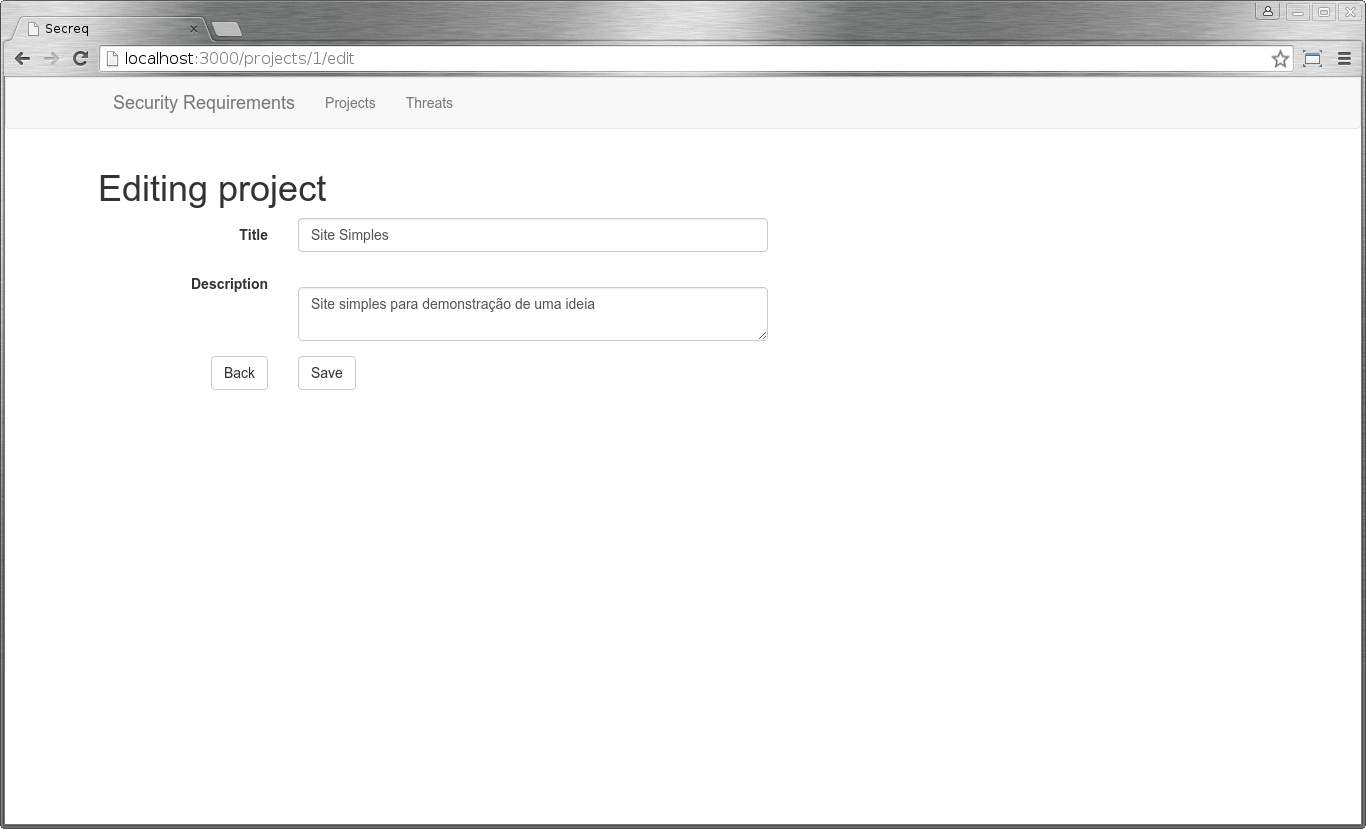 Secreq
localhost:3000/projects/1/edit
Security Requirements Projects Threats
Editing project
Title Site Simples
Description
Site simples para demonstração de uma ideia
Back Save